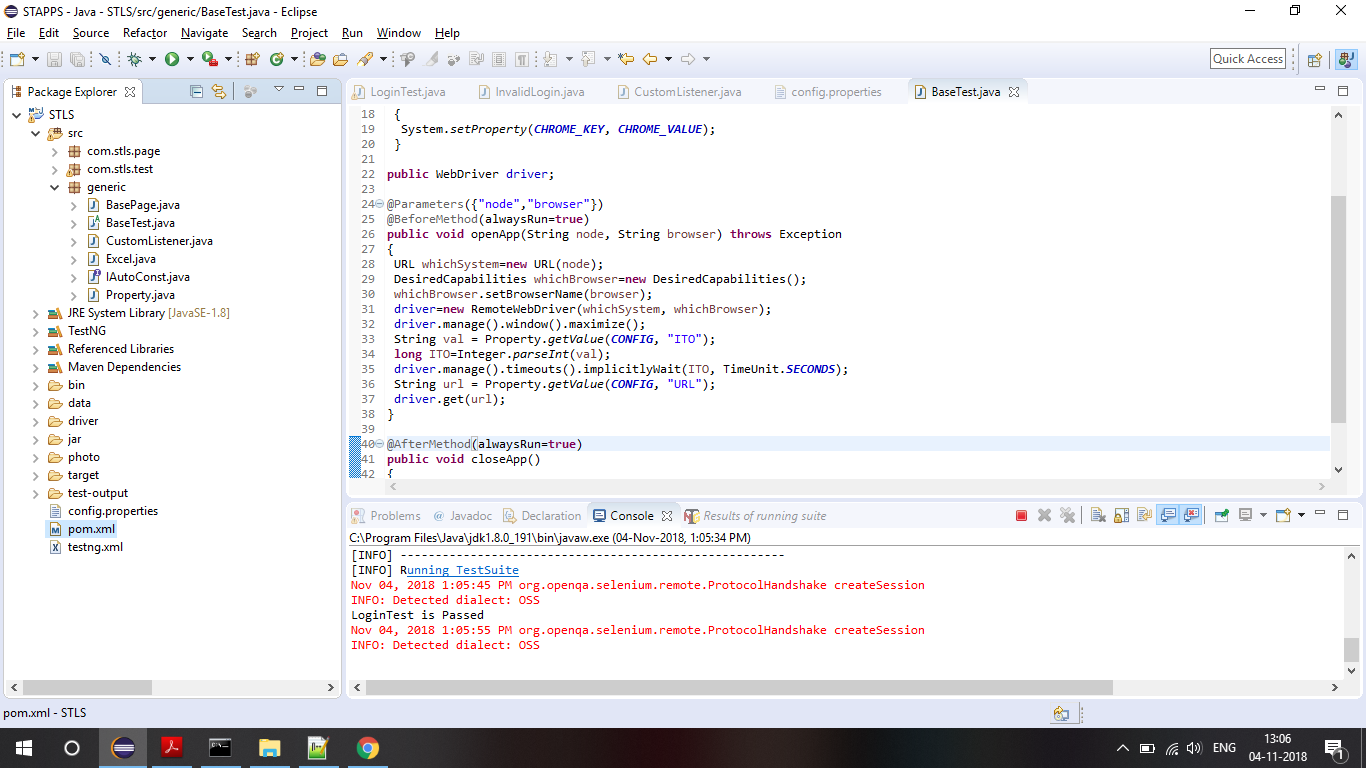 STAPPS - Java - STLS/src/generic/BaseTest.java - Eclipse
File Edit Source Refactor Navigate Search Project Run Window Help
Quick Access
Package Explorer
STLS
src
com.stls.page
com.stls.test
generic
BasePage.java
BaseTest.java
CustomListener.java
Excel.java
IAutoConst.java
Property.java
JRE System Library [JavaSE-1.8]
TestNG
Referenced Libraries
Maven Dependencies
bin
data
driver
jar
photo
target
test-output
config.properties
pom.xml
testng.xml
LoginTest.java InvalidLogin.java CustomListener.java config.properties BaseTest.java
18 {
19 System.setProperty(CHROME_KEY, CHROME_VALUE);
20 }
21
22 public WebDriver driver;
23
24 @Parameters({"node","browser"})
25 @BeforeMethod(alwaysRun=true)
26 public void openApp(String node, String browser) throws Exception
27 {
28 URL whichSystem=new URL(node);
29 DesiredCapabilities whichBrowser=new DesiredCapabilities();
30 whichBrowser.setBrowserName(browser);
31 driver=new RemoteWebDriver(whichSystem, whichBrowser);
32 driver.manage().window().maximize();
33 String val = Property.getValue(CONFIG, "ITO");
34 long ITO=Integer.parseInt(val);
35 driver.manage().timeouts().implicitlyWait(ITO, TimeUnit.SECONDS);
36 String url = Property.getValue(CONFIG, "URL");
37 driver.get(url);
38 }
39
40 @AfterMethod(alwaysRun=true)
41 public void closeApp()
42 {
Problems @ Javadoc Declaration Console Results of running suite
C:\Program Files\Java\jdk1.8.0_191\bin\javaw.exe (04-Nov-2018, 1:05:34 PM)
[INFO] -------------------------------------------------------
[INFO] Running TestSuite
Nov 04, 2018 1:05:45 PM org.openqa.selenium.remote.ProtocolHandshake createSession
INFO: Detected dialect: OSS
LoginTest is Passed
Nov 04, 2018 1:05:55 PM org.openqa.selenium.remote.ProtocolHandshake createSession
INFO: Detected dialect: OSS
pom.xml - STLS
ENG
13:06
04-11-2018
1